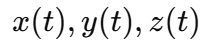 x(t), y(t), z(t)